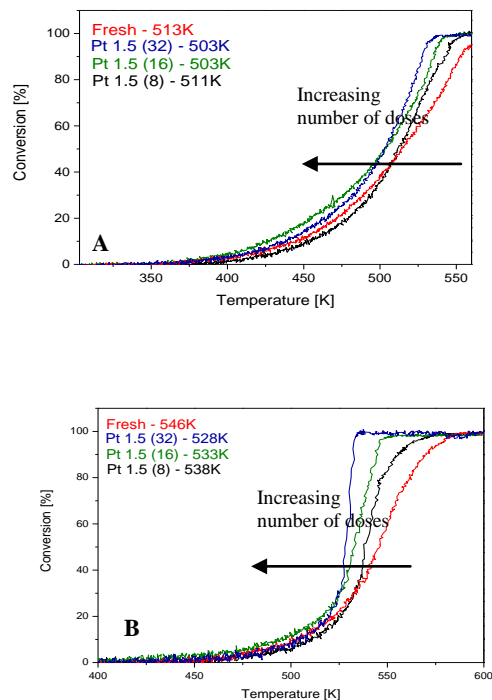 Fresh - 513K
Pt 1.5 (32) - 503K
Pt 1.5 (16) - 503K
Pt 1.5 (8) - 511K
Increasing
number of doses
A
Conversion [%]
100
80
60
40
20
0
350 400 450 500 550
Temperature [K]
Fresh - 546K
Pt 1.5 (32) - 528K
Pt 1.5 (16) - 533K
Pt 1.5 (8) - 538K
Increasing
number of doses
B
Conversion [%]
100
80
60
40
20
0
400 450 500 550 600
Temperature [K]